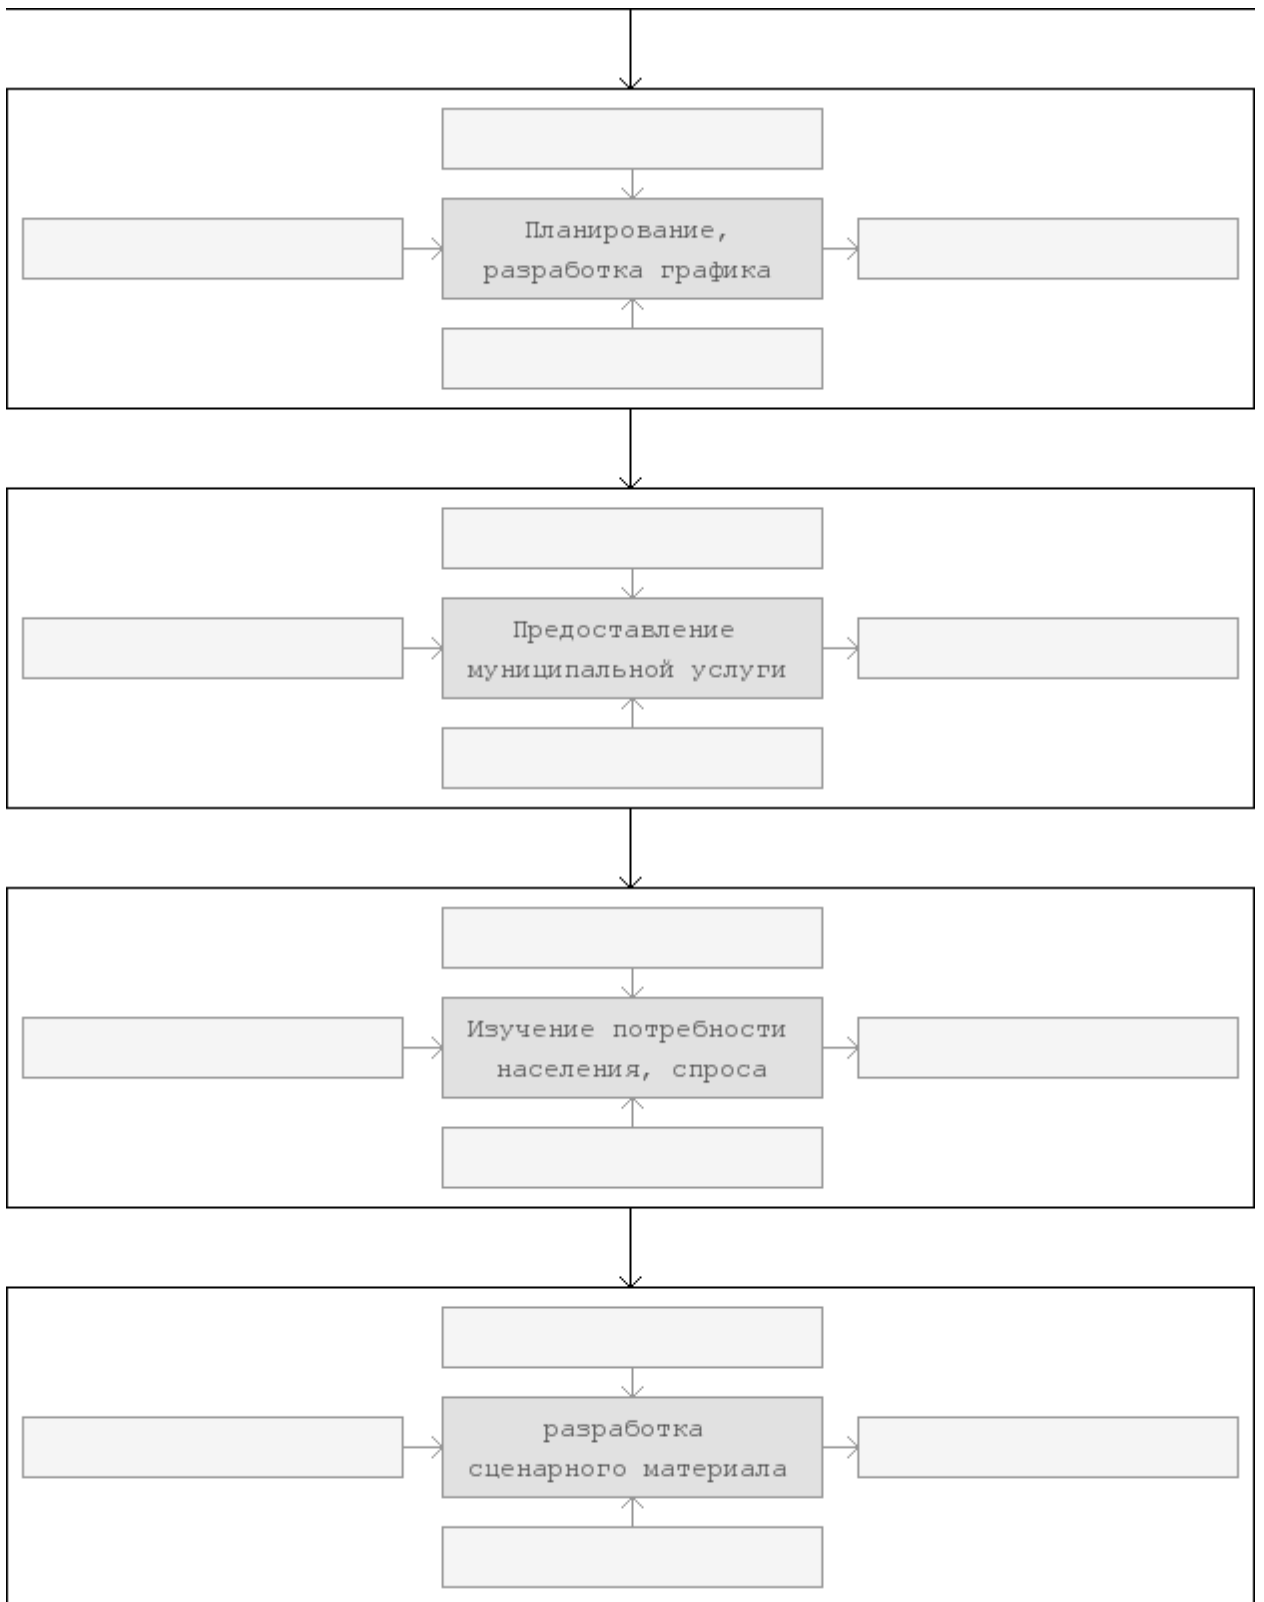 Планирование,
разработка графика
Предоставление
муниципальной услуги
Изучение потребности
населения, спроса
разработка
сценарного материала